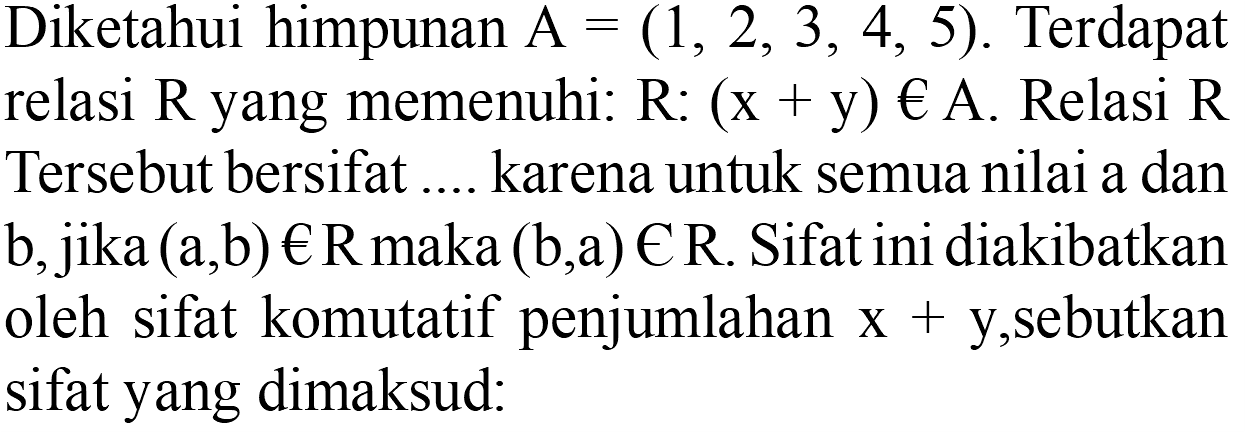 Diketahui himpunan A = (1, 2, 3, 4, 5). Terdapat
relasi R yang memenuhi: R: (x + y) € A. Relasi R
Tersebut bersifat .... karena untuk semua nilai a dan
b, jika (a,b) € R maka (b,a) Є R. Sifat ini diakibatkan
oleh sifat komutatif penjumlahan x + y,sebutkan
sifat yang dimaksud: